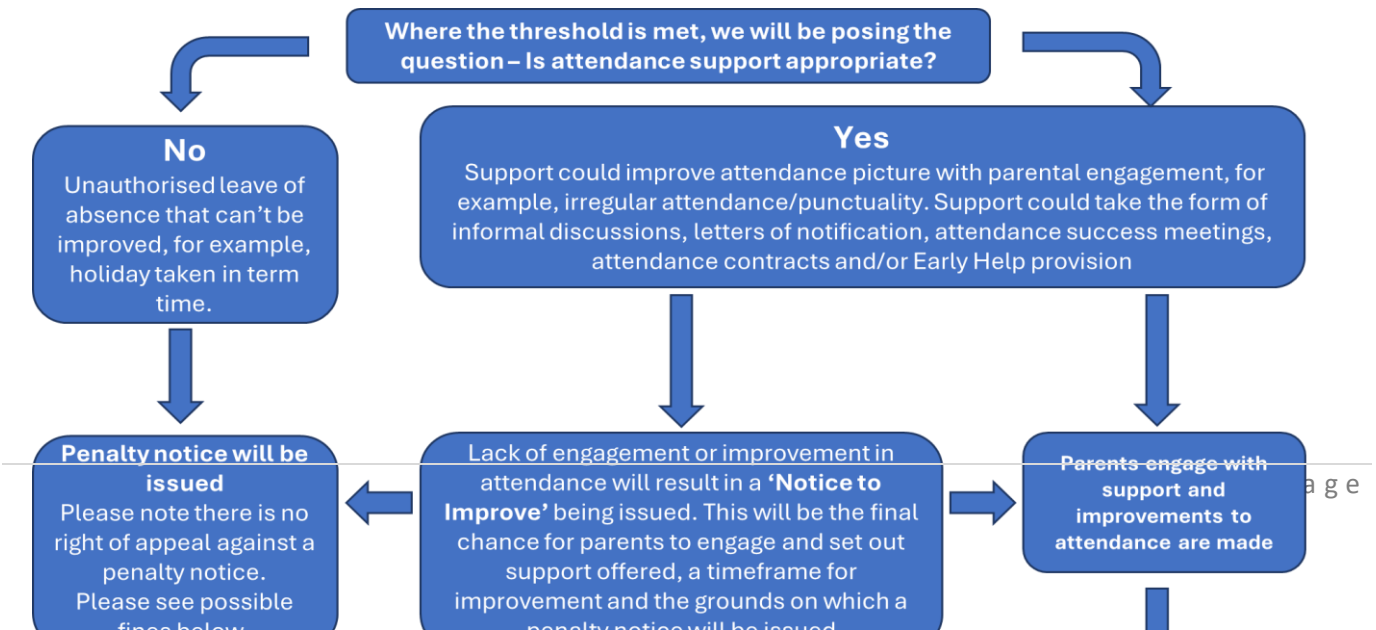 Where the threshold is met, we will be posing the
question – Is attendance support appropriate?
No
Unauthorised leave of
absence that can't be
improved, for example,
holiday taken in term
time.
Yes
Support could improve attendance picture with parental engagement, for
example, irregular attendance/punctuality. Support could take the form of
informal discussions, letters of notification, attendance success meetings,
attendance contracts and/or Early Help provision
Penalty notice will be
issued
Please note there is no
right of appeal against a
penalty notice.
Please see possible
fines below
Lack of engagement or improvement in
attendance will result in a ‘Notice to
Improve’ being issued. This will be the final
chance for parents to engage and set out
support offered, a timeframe for
improvement and the grounds on which a
penalty notice will be issued
Parents engage with
support and
improvements to
attendance are made
age